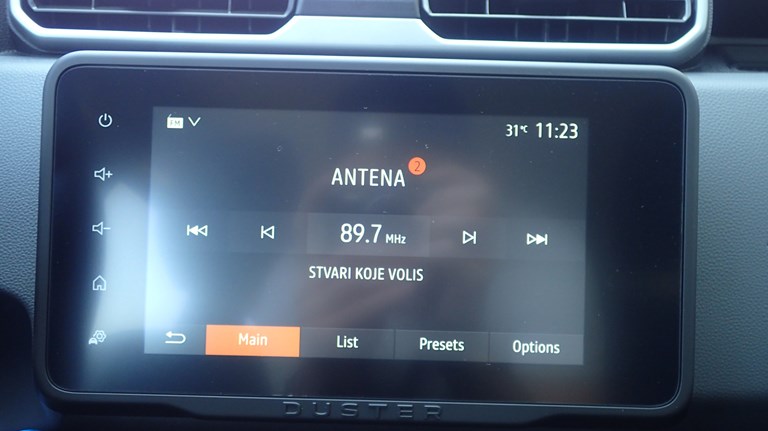 FM
31°C 11:23
ANTENA 2
89.7 MHz
STVARI KOJE VOLIS
Main List Presets Options
DUSTER